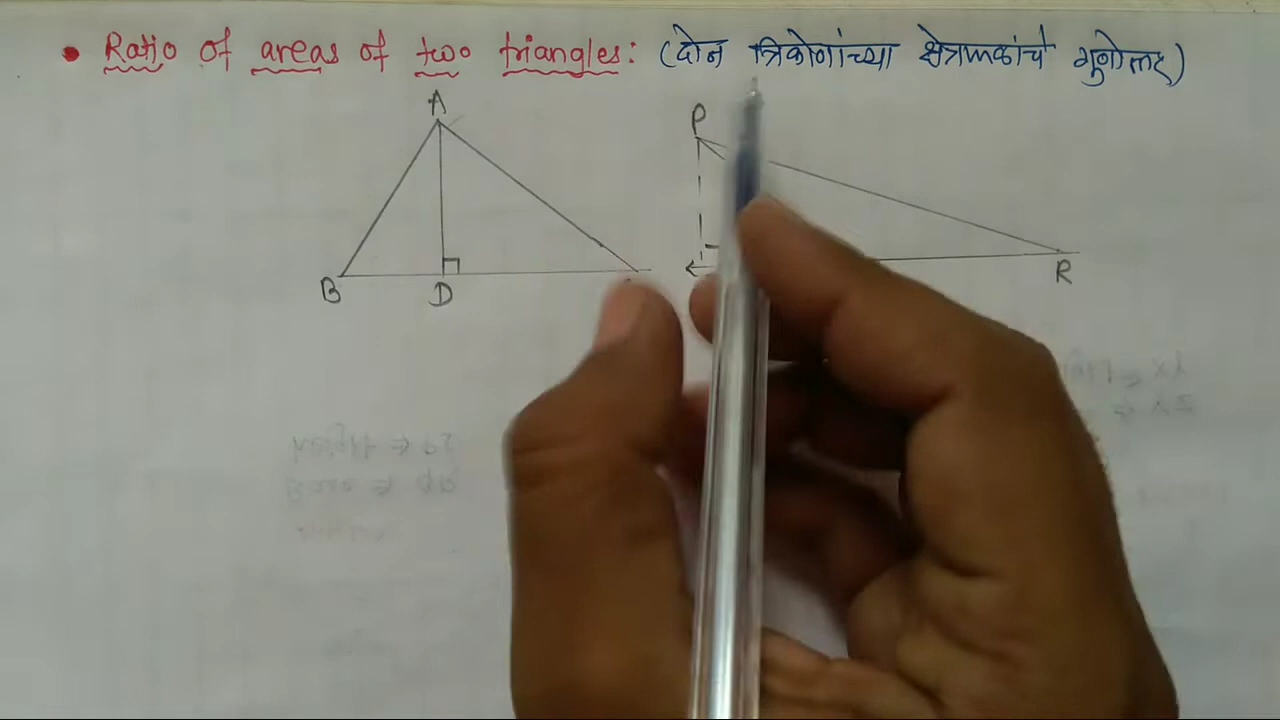 • Ratio of areas of two triangles: (दोन त्रिकोणांच्या क्षेत्रफळांचे गुणोत्तर)
A
P
B
D
R